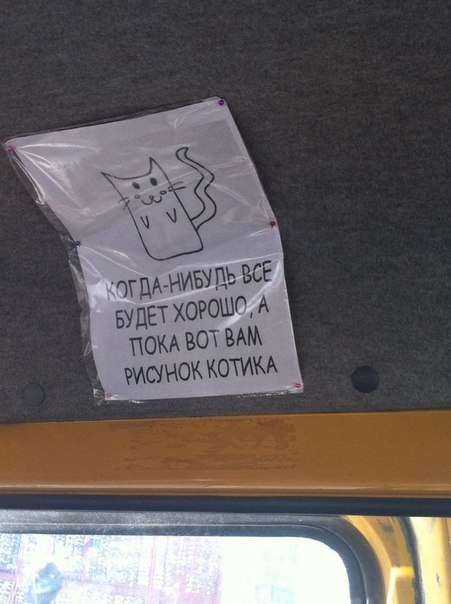 КОГДА-НИБУДЬ ВСЕ
БУДЕТ ХОРОШО, А
ПОКА ВОТ ВАМ
РИСУНОК КОТИКА